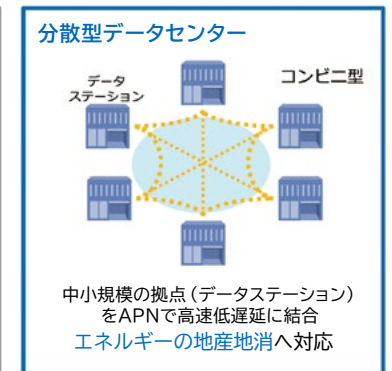 分散型データセンター
データ
ステーション
コンビニ型
中小規模の拠点（データステーション）
をAPNで高速低遅延に結合
エネルギーの地産地消へ対応